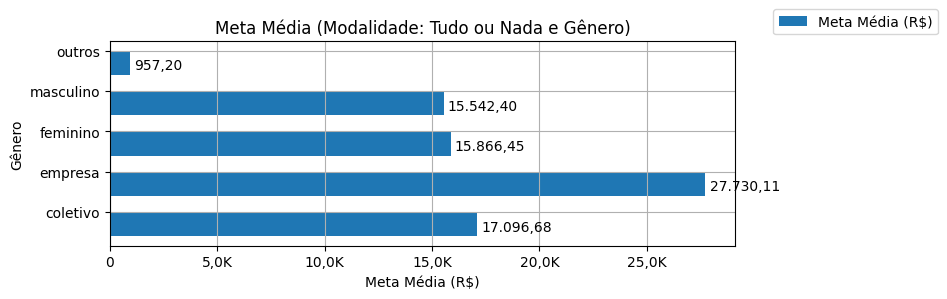 Meta Média (R$)
Meta Média (Modalidade: Tudo ou Nada e Gênero)
Gênero
outros
957,20
masculino
15.542,40
feminino
15.866,45
empresa
27.730,11
coletivo
17.096,68
0
5,0K
10,0K
15,0K
20,0K
25,0K
Meta Média (R$)